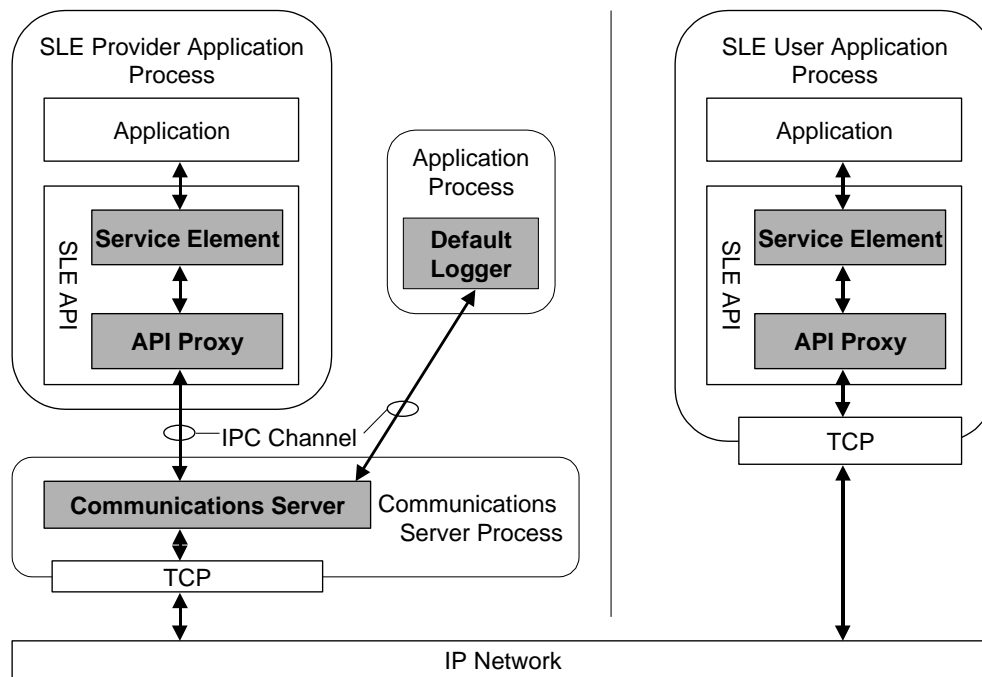 SLE Provider Application
Process
Application
SLE API
Service Element
API Proxy
Application
Process
Default
Logger
IPC Channel
Communications Server
Communications
Server Process
TCP
SLE User Application
Process
Application
SLE API
Service Element
API Proxy
TCP
IP Network